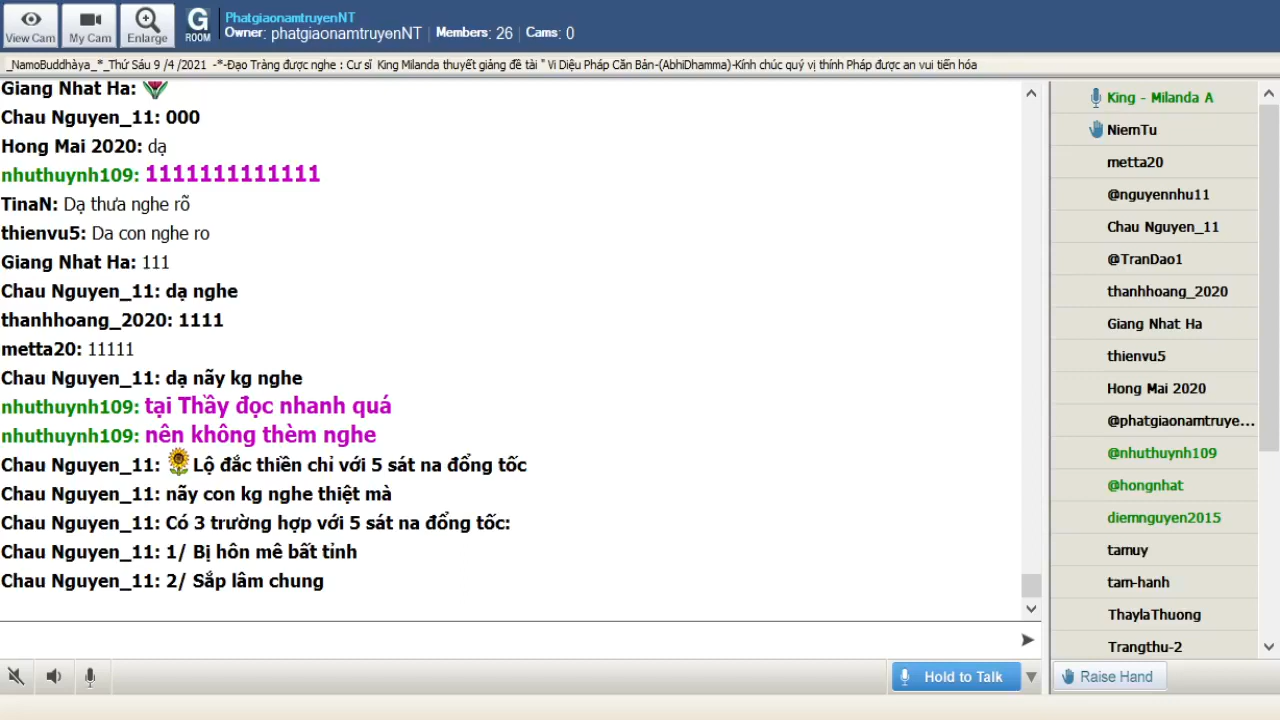 View Cam
My Cam
Enlarge
G
ROOM
PhatgiaonamtruyenNT
Owner: phatgiaonamtruyenNT
Members: 26
Cams: 0
_NamoBuddhàya_*_Thứ Sáu 9 /4 /2021 -*-Đạo Tràng được nghe : Cư sĩ King Milanda thuyết giảng đề tài " Vi Diệu Pháp Căn Bản-(AbhiDhamma)-Kính chúc quý vị thính Pháp được an vui tiến hóa
Giang Nhat Ha:
Chau Nguyen_11: 000
Hong Mai 2020: dạ
nhuthuynh109: 1111111111111
TinaN: Dạ thưa nghe rõ
thienvu5: Da con nghe ro
Giang Nhat Ha: 111
Chau Nguyen_11: dạ nghe
thanhhoang_2020: 1111
metta20: 11111
Chau Nguyen_11: dạ nãy kg nghe
nhuthuynh109: tại Thầy đọc nhanh quá
nhuthuynh109: nên không thèm nghe
Chau Nguyen_11: Lộ đắc thiền chỉ với 5 sát na đổng tốc
Chau Nguyen_11: nãy con kg nghe thiệt mà
Chau Nguyen_11: Có 3 trường hợp với 5 sát na đổng tốc:
Chau Nguyen_11: 1/ Bị hôn mê bất tỉnh
Chau Nguyen_11: 2/ Sắp lâm chung
King - Milanda A
NiemTu
metta20
@nguyennhu11
Chau Nguyen_11
@TranDao1
thanhhoang_2020
Giang Nhat Ha
thienvu5
Hong Mai 2020
@phatgiaonamtruye...
@nhuthuynh109
@hongnhat
diemnguyen2015
tamuy
tam-hanh
ThaylaThuong
Trangthu-2
Hold to Talk
Raise Hand